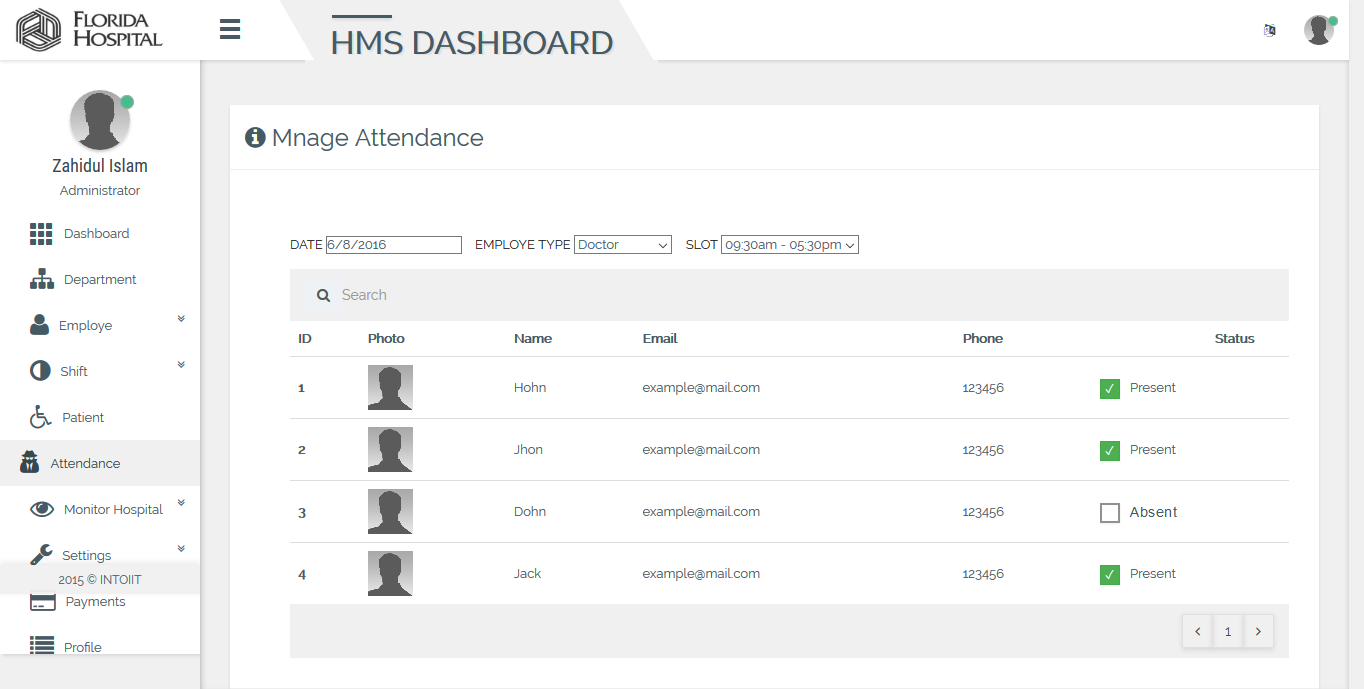 FLORIDA
HOSPITAL
HMS DASHBOARD
Zahidul Islam
Administrator
Dashboard
Department
Employe
Shift
Patient
Attendance
Monitor Hospital
Settings
2015 © INTOIIT
Payments
Profile
Mnage Attendance
DATE 6/8/2016 EMPLOYE TYPE Doctor SLOT 09:30am - 05:30pm
Search
ID Photo Name Email Phone Status
1 Hohn example@mail.com 123456 Present
2 Jhon example@mail.com 123456 Present
3 Dohn example@mail.com 123456 Absent
4 Jack example@mail.com 123456 Present
1